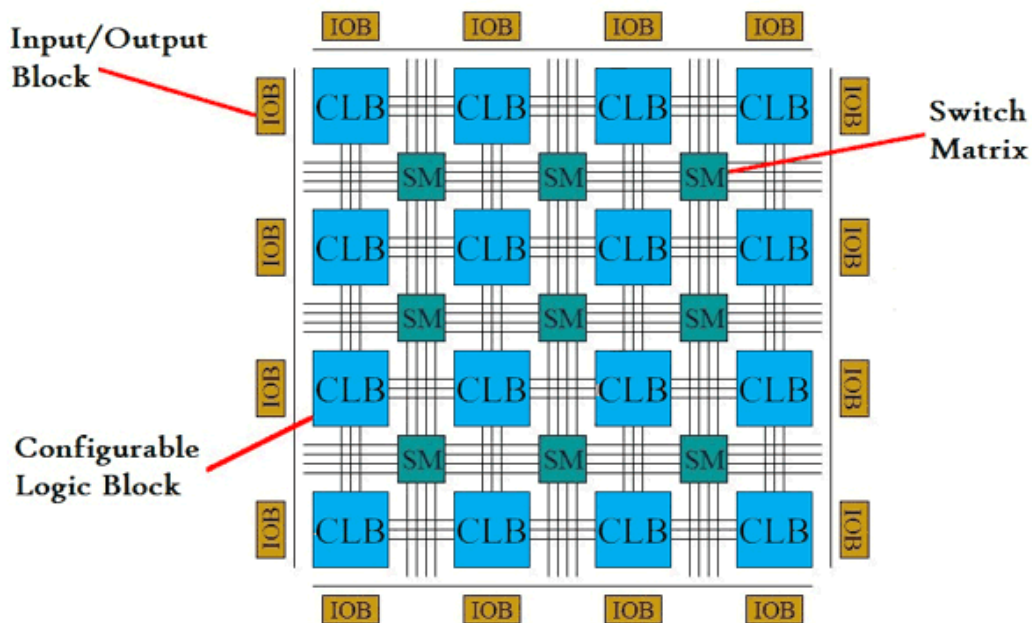 IOB IOB IOB IOB
Input/Output
Block
IOB CLB CLB CLB CLB IOB
Switch
Matrix
SM SM SM
IOB CLB CLB CLB CLB IOB
SM SM SM
IOB CLB CLB CLB CLB IOB
Configurable
Logic Block
SM SM SM
IOB CLB CLB CLB CLB IOB
IOB IOB IOB IOB